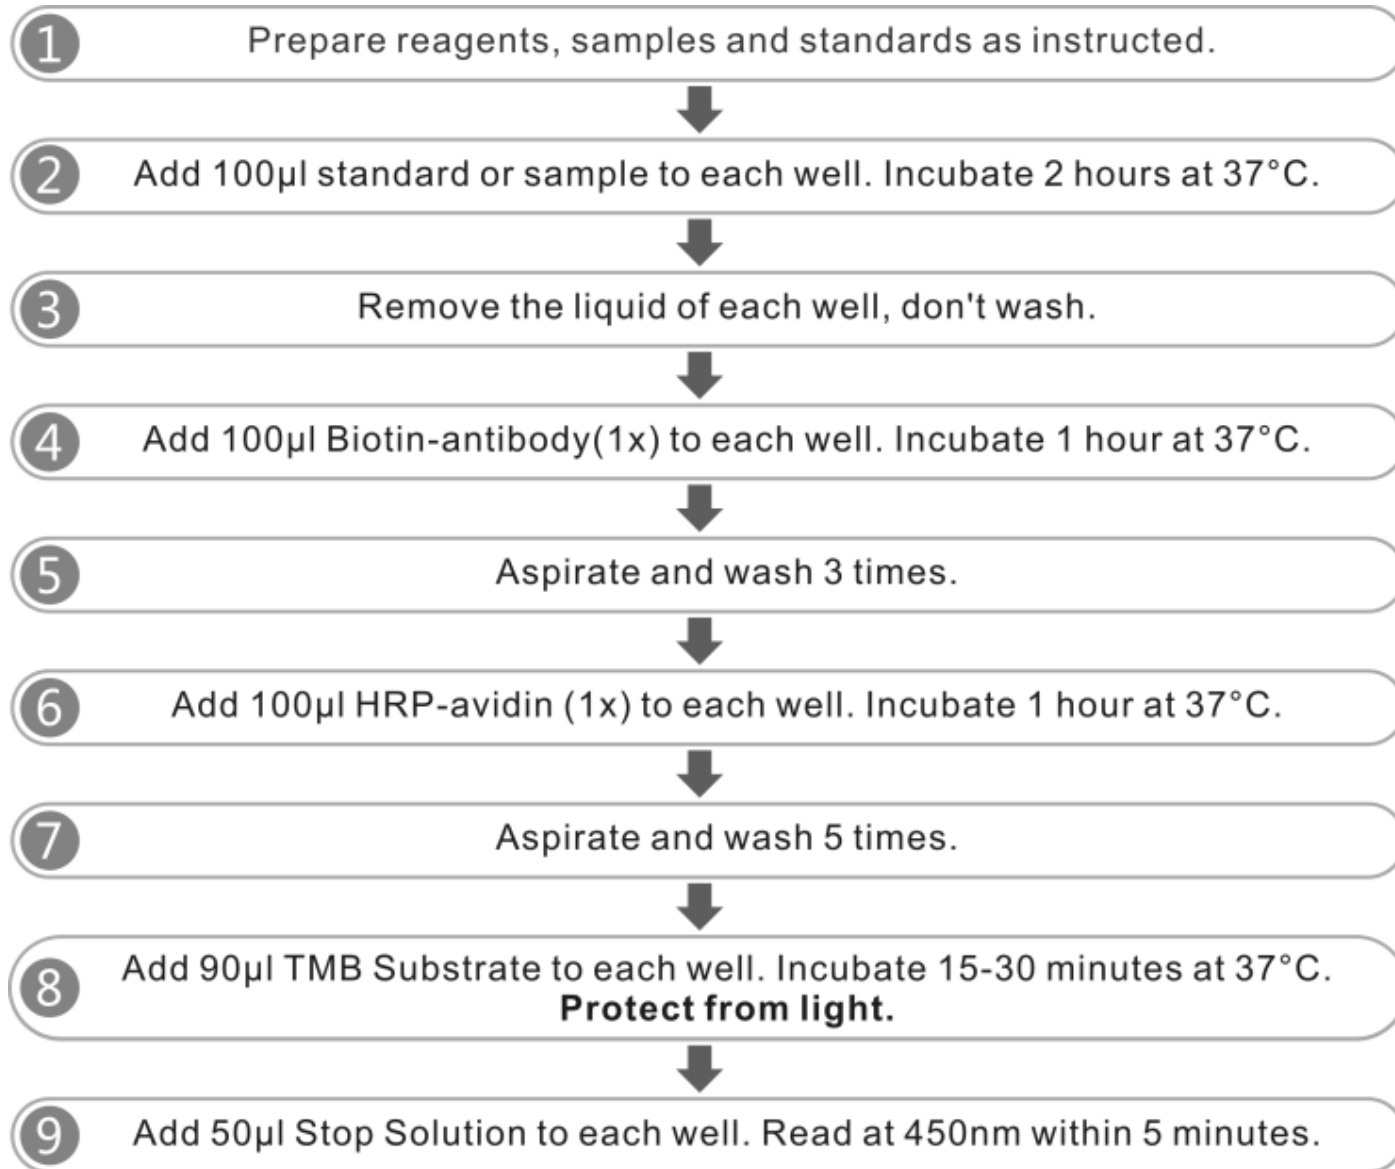 1 Prepare reagents, samples and standards as instructed.
2 Add 100µl standard or sample to each well. Incubate 2 hours at 37°C.
3 Remove the liquid of each well, don't wash.
4 Add 100µl Biotin-antibody(1x) to each well. Incubate 1 hour at 37°C.
5 Aspirate and wash 3 times.
6 Add 100µl HRP-avidin (1x) to each well. Incubate 1 hour at 37°C.
7 Aspirate and wash 5 times.
8 Add 90µl TMB Substrate to each well. Incubate 15-30 minutes at 37°C.
Protect from light.
9 Add 50µl Stop Solution to each well. Read at 450nm within 5 minutes.